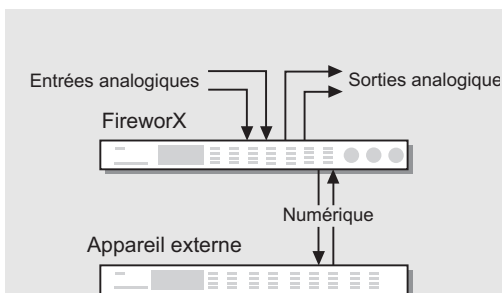 Entrées analogiques
Sorties analogique
FireworX
Numérique
Appareil externe